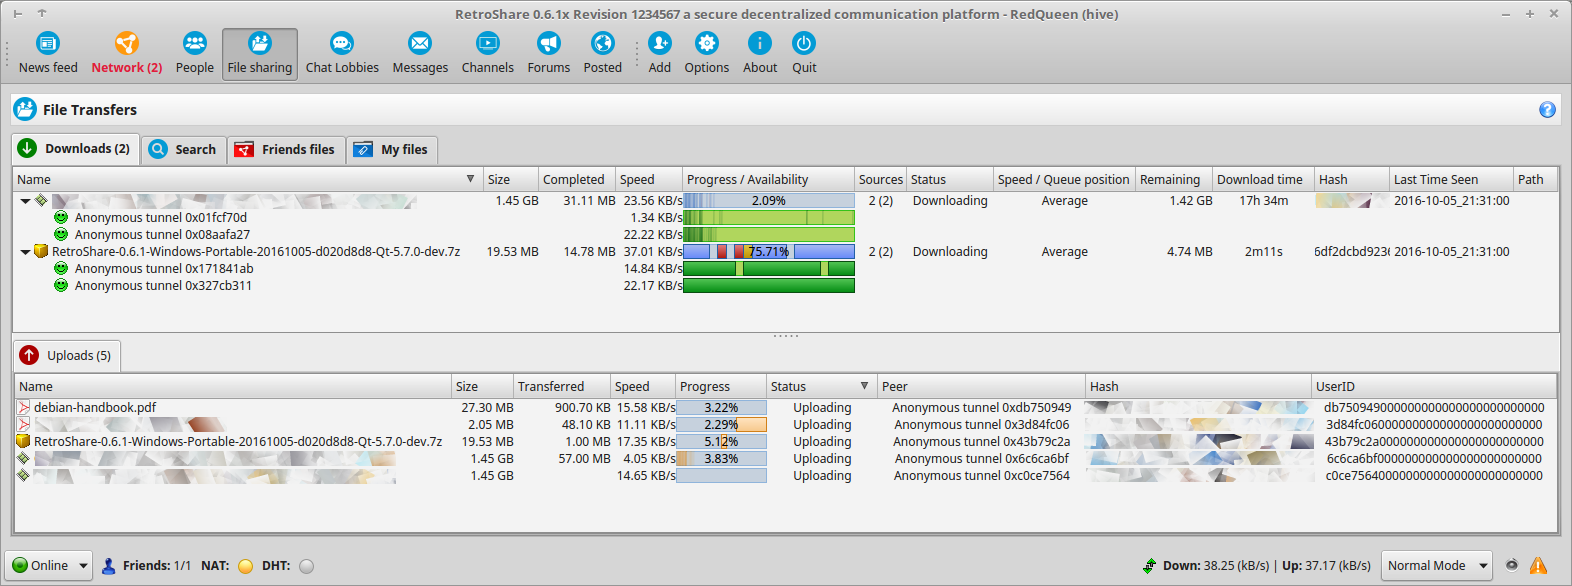 RetroShare 0.6.1x Revision 1234567 a secure decentralized communication platform - RedQueen (hive)
News feed Network (2) People File sharing Chat Lobbies Messages Channels Forums Posted Add Options About Quit
File Transfers
Downloads (2) Search Friends files My files
Name Size Completed Speed Progress / Availability Sources Status Speed / Queue position Remaining Download time Hash Last Time Seen Path
1.45 GB 31.11 MB 23.56 KB/s 2.09% 2 (2) Downloading Average 1.42 GB 17h 34m 2016-10-05_21:31:00
Anonymous tunnel 0x01fcf70d 1.34 KB/s
Anonymous tunnel 0x08aafa27 22.22 KB/s
RetroShare-0.6.1-Windows-Portable-20161005-d020d8d8-Qt-5.7.0-dev.7z 19.53 MB 14.78 MB 37.01 KB/s 75.71% 2 (2) Downloading Average 4.74 MB 2m11s 6df2dcbd9236 2016-10-05_21:31:00
Anonymous tunnel 0x171841ab 14.84 KB/s
Anonymous tunnel 0x327cb311 22.17 KB/s
Uploads (5)
Name Size Transferred Speed Progress Status Peer Hash UserID
debian-handbook.pdf 27.30 MB 900.70 KB 15.58 KB/s 3.22% Uploading Anonymous tunnel 0xdb750949 db750949000000000000000000000000
2.05 MB 48.10 KB 11.11 KB/s 2.29% Uploading Anonymous tunnel 0x3d84fc06 3d84fc06000000000000000000000000
RetroShare-0.6.1-Windows-Portable-20161005-d020d8d8-Qt-5.7.0-dev.7z 19.53 MB 1.00 MB 17.35 KB/s 5.12% Uploading Anonymous tunnel 0x43b79c2a 43b79c2a000000000000000000000000
1.45 GB 57.00 MB 4.05 KB/s 3.83% Uploading Anonymous tunnel 0x6c6ca6bf 6c6ca6bf000000000000000000000000
1.45 GB 14.65 KB/s Uploading Anonymous tunnel 0xc0ce7564 c0ce7564000000000000000000000000
Online Friends: 1/1 NAT: DHT: Down: 38.25 (kB/s) | Up: 37.17 (kB/s) Normal Mode